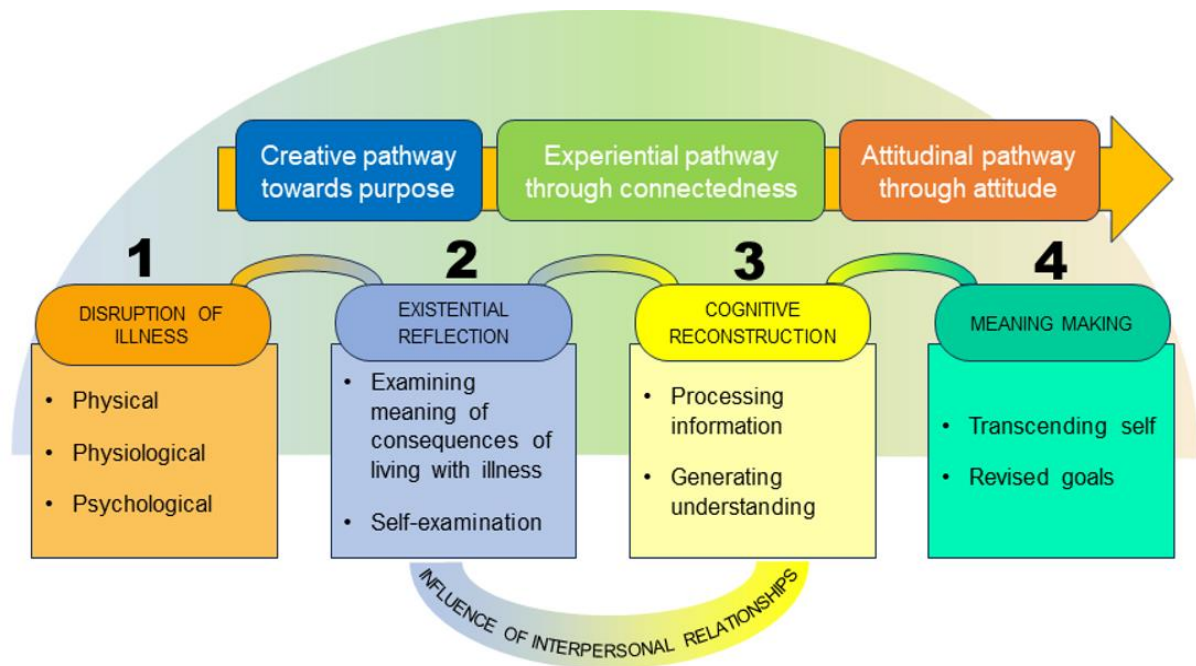 Creative pathway
towards purpose
Experiential pathway
through connectedness
Attitudinal pathway
through attitude
1
DISRUPTION OF
ILLNESS
• Physical
• Physiological
• Psychological
2
EXISTENTIAL
REFLECTION
• Examining
meaning of
consequences of
living with illness
• Self-examination
3
COGNITIVE
RECONSTRUCTION
• Processing
information
• Generating
understanding
4
MEANING MAKING
• Transcending self
• Revised goals
INFLUENCE OF INTERPERSONAL RELATIONSHIPS